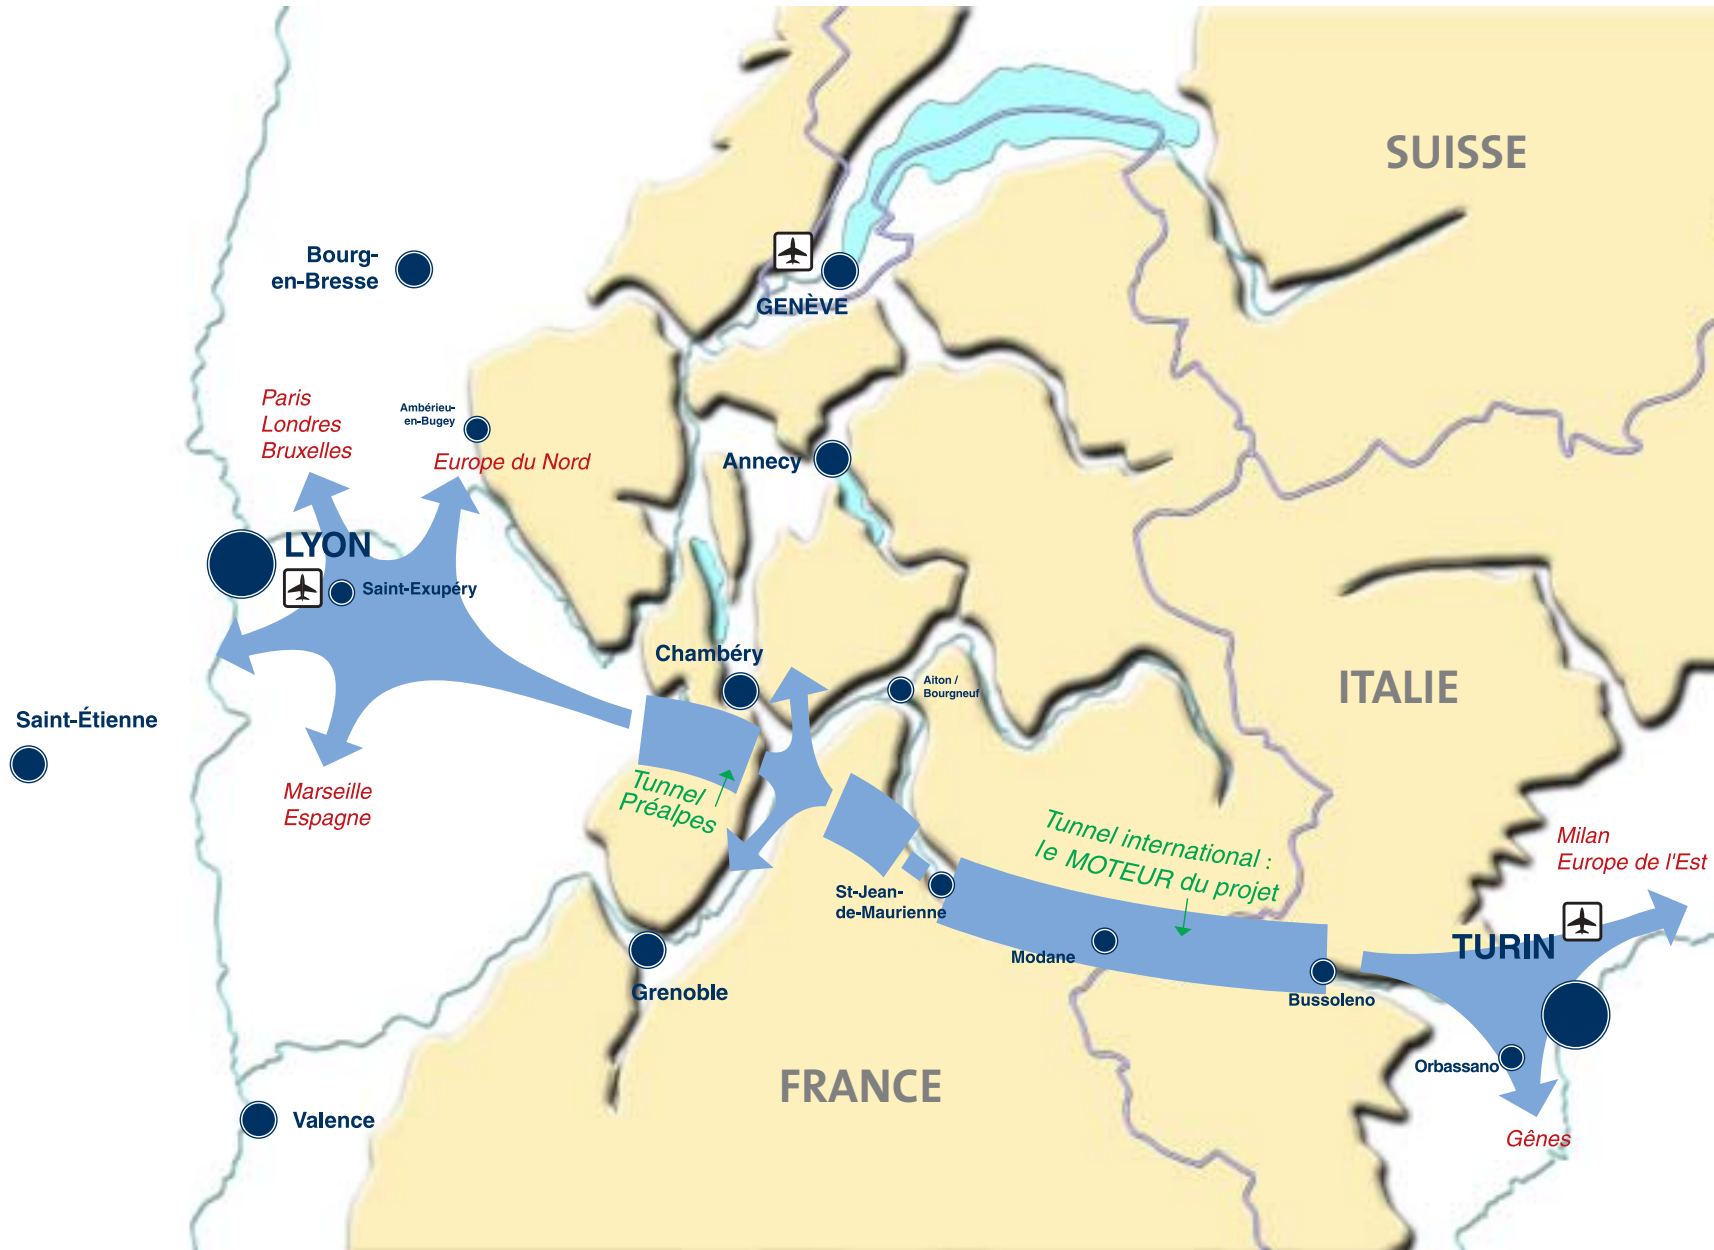 SUISSE
Bourg-
en-Bresse
GENÈVE
Paris
Londres
Bruxelles
Ambérieu-
en-Bugey
Europe du Nord
Annecy
LYON
Saint-Exupéry
Chambéry
Aiton /
Bourgneuf
ITALIE
Saint-Étienne
Marseille
Espagne
Tunnel
Préalpes
Tunnel international :
le MOTEUR du projet
Milan
Europe de l'Est
St-Jean-
de-Maurienne
Modane
TURIN
Grenoble
Bussoleno
Orbassano
FRANCE
Valence
Gênes